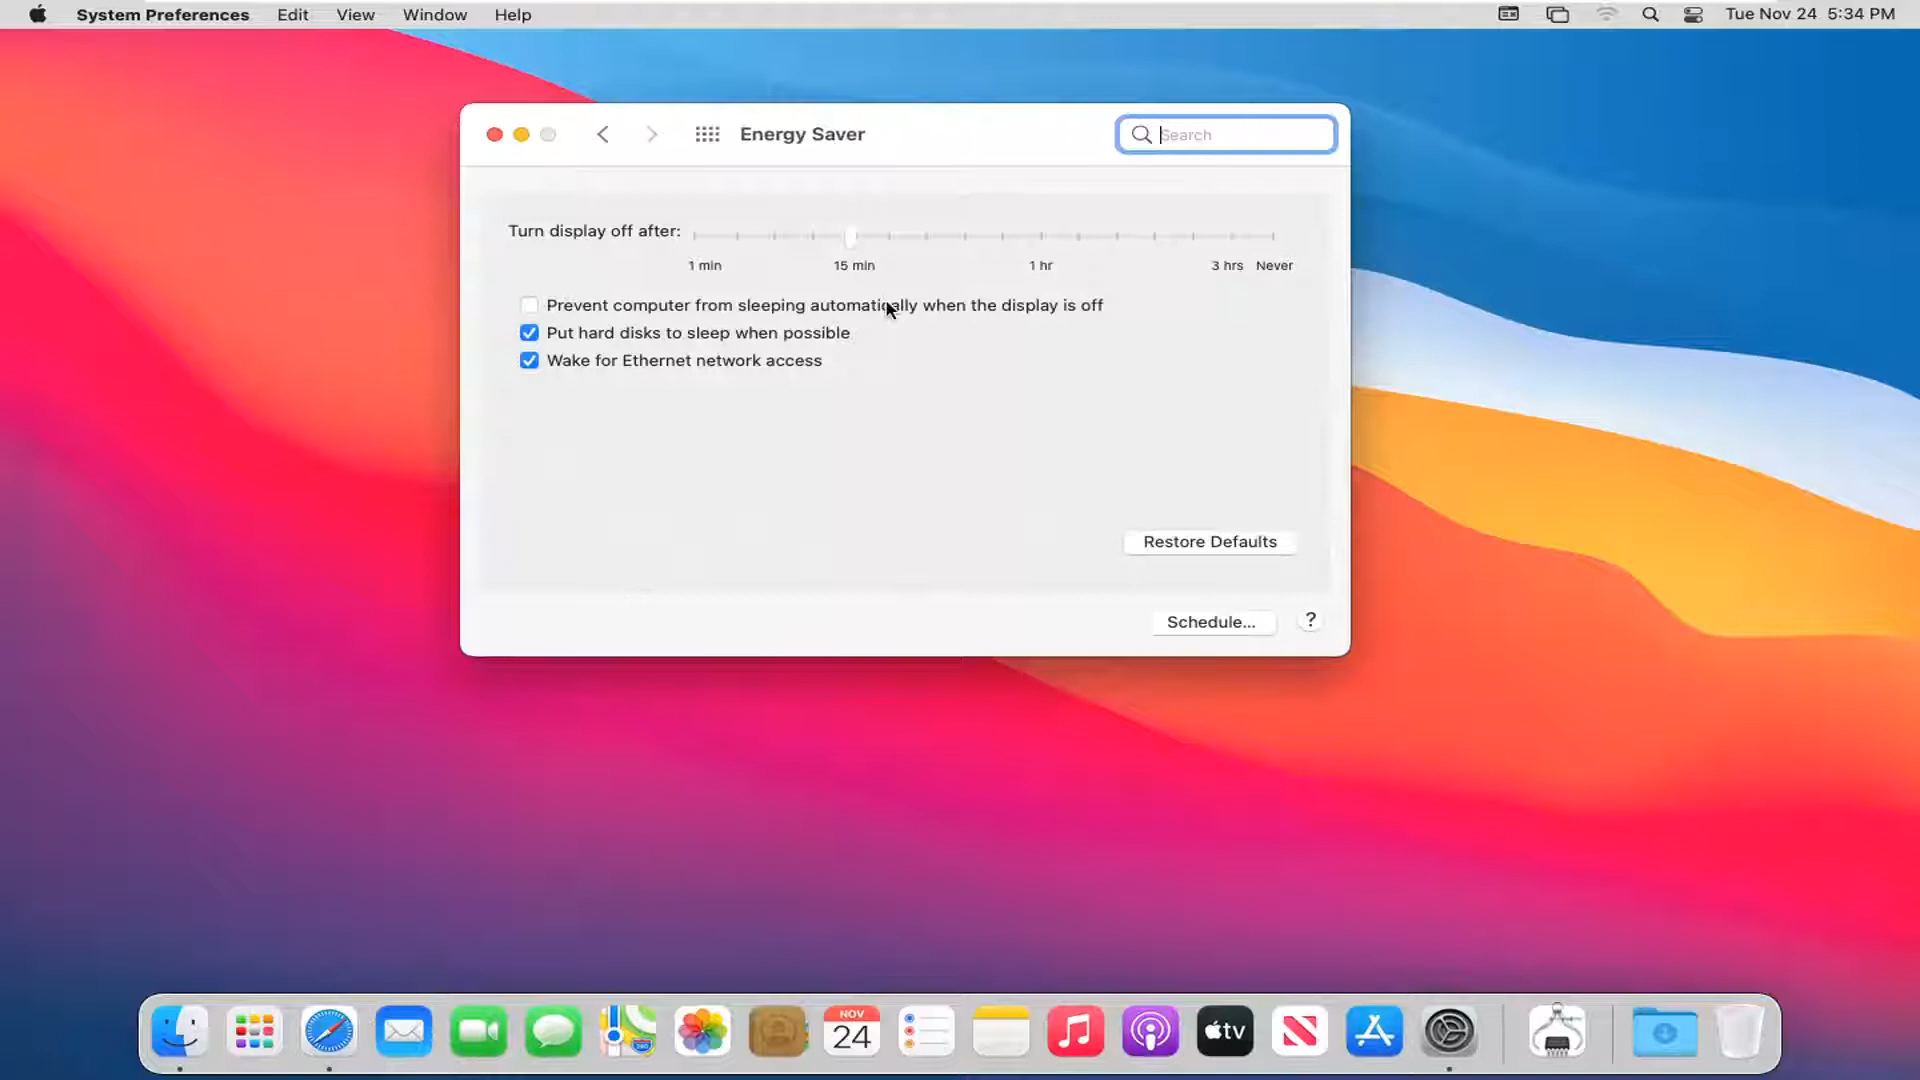 System Preferences Edit View Window Help Tue Nov 24 5:34 PM
Energy Saver Search
Turn display off after:
1 min 15 min 1 hr 3 hrs Never
Prevent computer from sleeping automatically when the display is off
Put hard disks to sleep when possible
Wake for Ethernet network access
Restore Defaults
Schedule... ?
NOV
24
tv
280